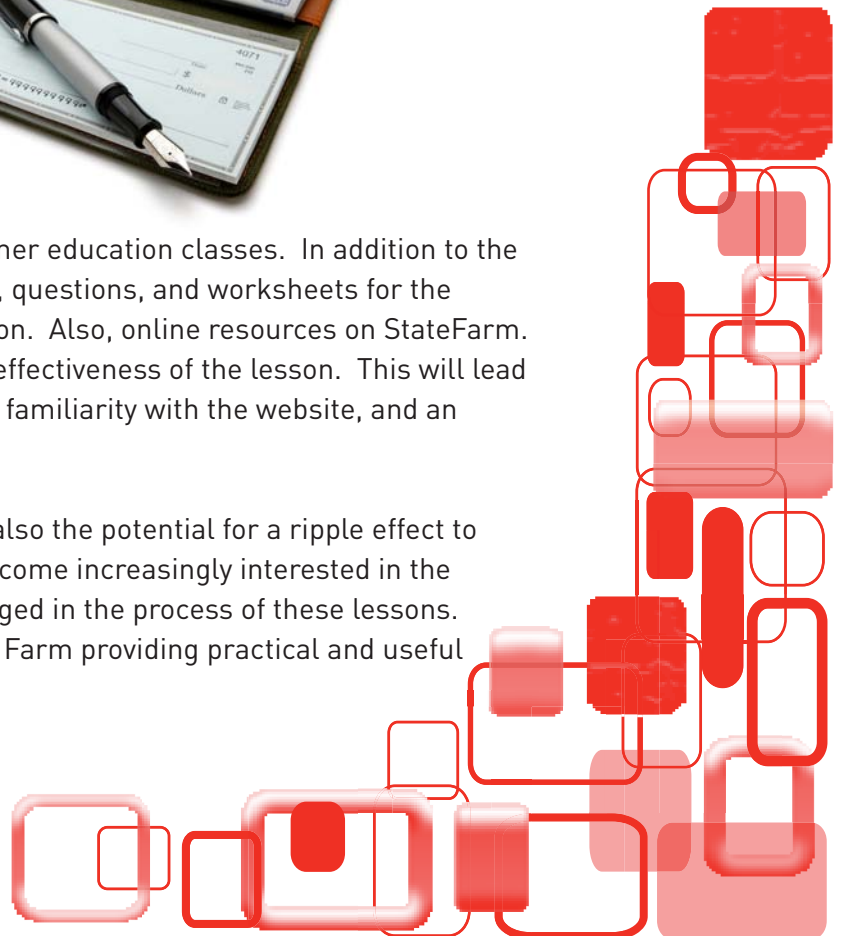 4071
$
Dollars
ner education classes.  In addition to the
, questions, and worksheets for the
on.  Also, online resources on StateFarm.
effectiveness of the lesson.  This will lead
familiarity with the website, and an
also the potential for a ripple effect to
come increasingly interested in the
ged in the process of these lessons.
Farm providing practical and useful